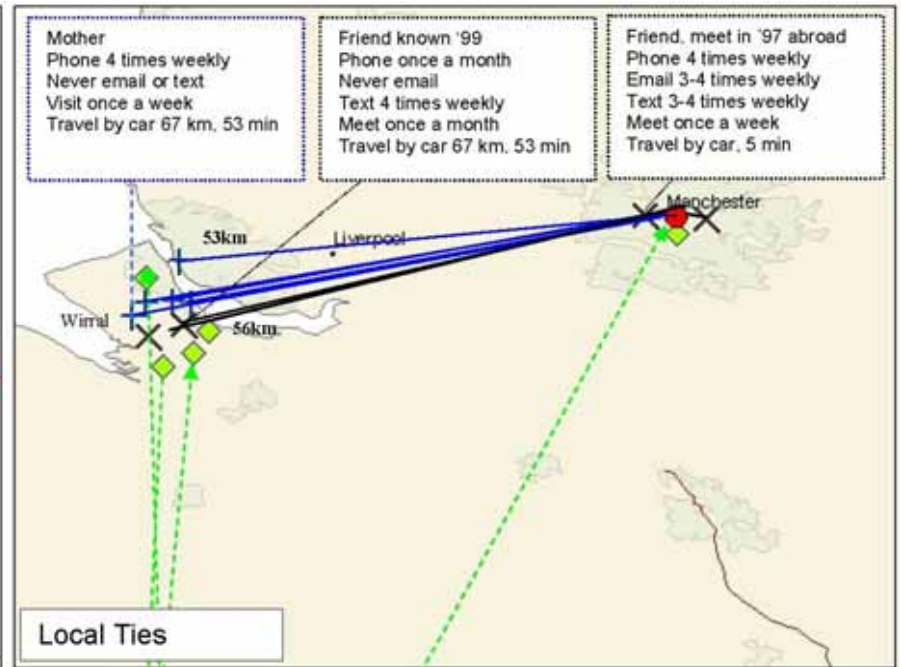 Mother
Phone 4 times weekly
Never email or text
Visit once a week
Travel by car 67 km, 53 min
Friend known '99
Phone once a month
Never email
Text 4 times weekly
Meet once a month
Travel by car 67 km, 53 min
Friend, meet in '97 abroad
Phone 4 times weekly
Email 3-4 times weekly
Text 3-4 times weekly
Meet once a week
Travel by car, 5 min
Manchester
53km
Liverpool
Wirral
56km
Local Ties